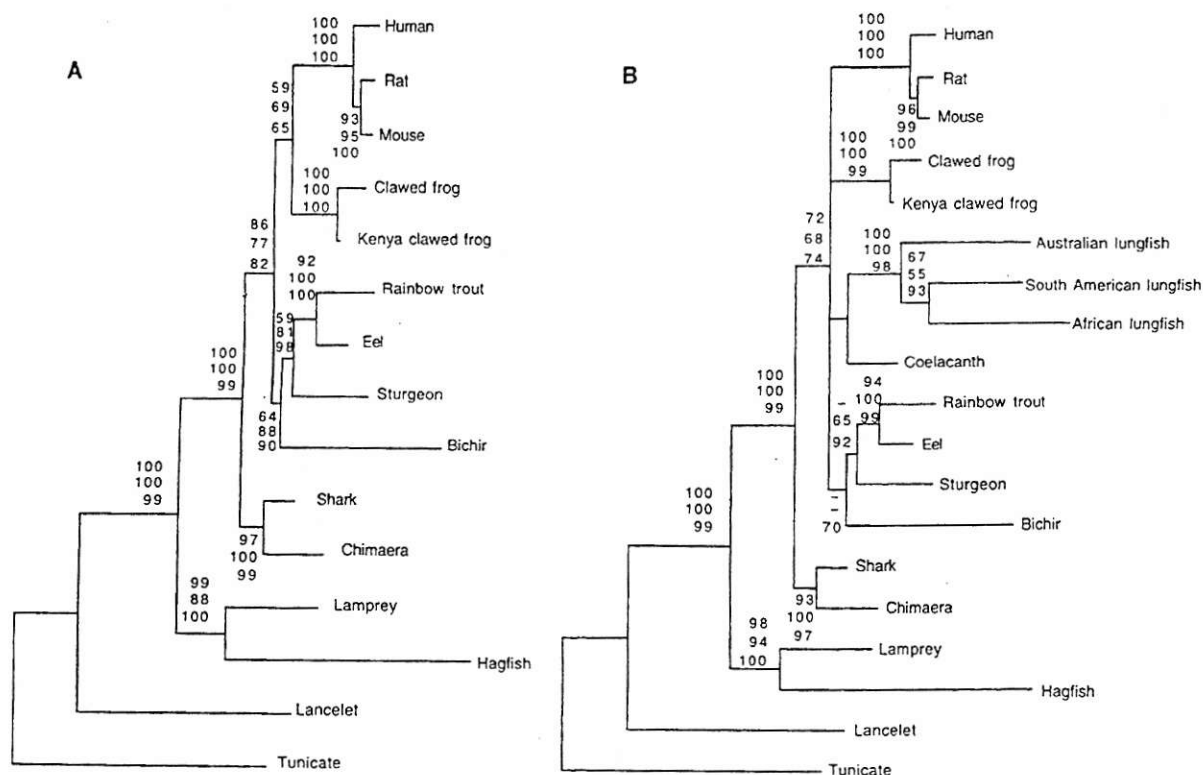 A
100
100
100
Human
59
69
65
Rat
93
95
100
Mouse
100
100
100
Clawed frog
Kenya clawed frog
86
77
82
92
100
100
Rainbow trout
59
81
98
Eel
100
100
99
Sturgeon
64
88
90
Bichir
100
100
99
Shark
97
100
99
Chimaera
99
88
100
Lamprey
Hagfish
Lancelet
Tunicate
B
100
100
100
Human
Rat
96
99
100
Mouse
100
100
99
Clawed frog
Kenya clawed frog
72
68
74
100
100
98
Australian lungfish
67
55
93
South American lungfish
African lungfish
Coelacanth
100
100
99
94
100
99
Rainbow trout
–
65
92
Eel
Sturgeon
–
–
70
Bichir
100
100
99
Shark
93
100
97
Chimaera
98
94
100
Lamprey
Hagfish
Lancelet
Tunicate